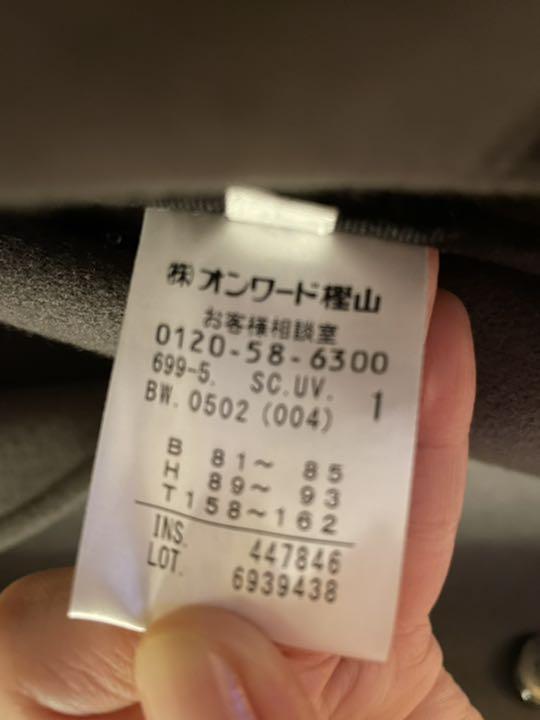 ㈱オンワード樫山
お客様相談室
0120-58-6300
699-5. SC.UV.
BW. 0502 (004) 1
B 81～ 85
H 89～ 93
T158～162
INS. 447846
LOT. 6939438